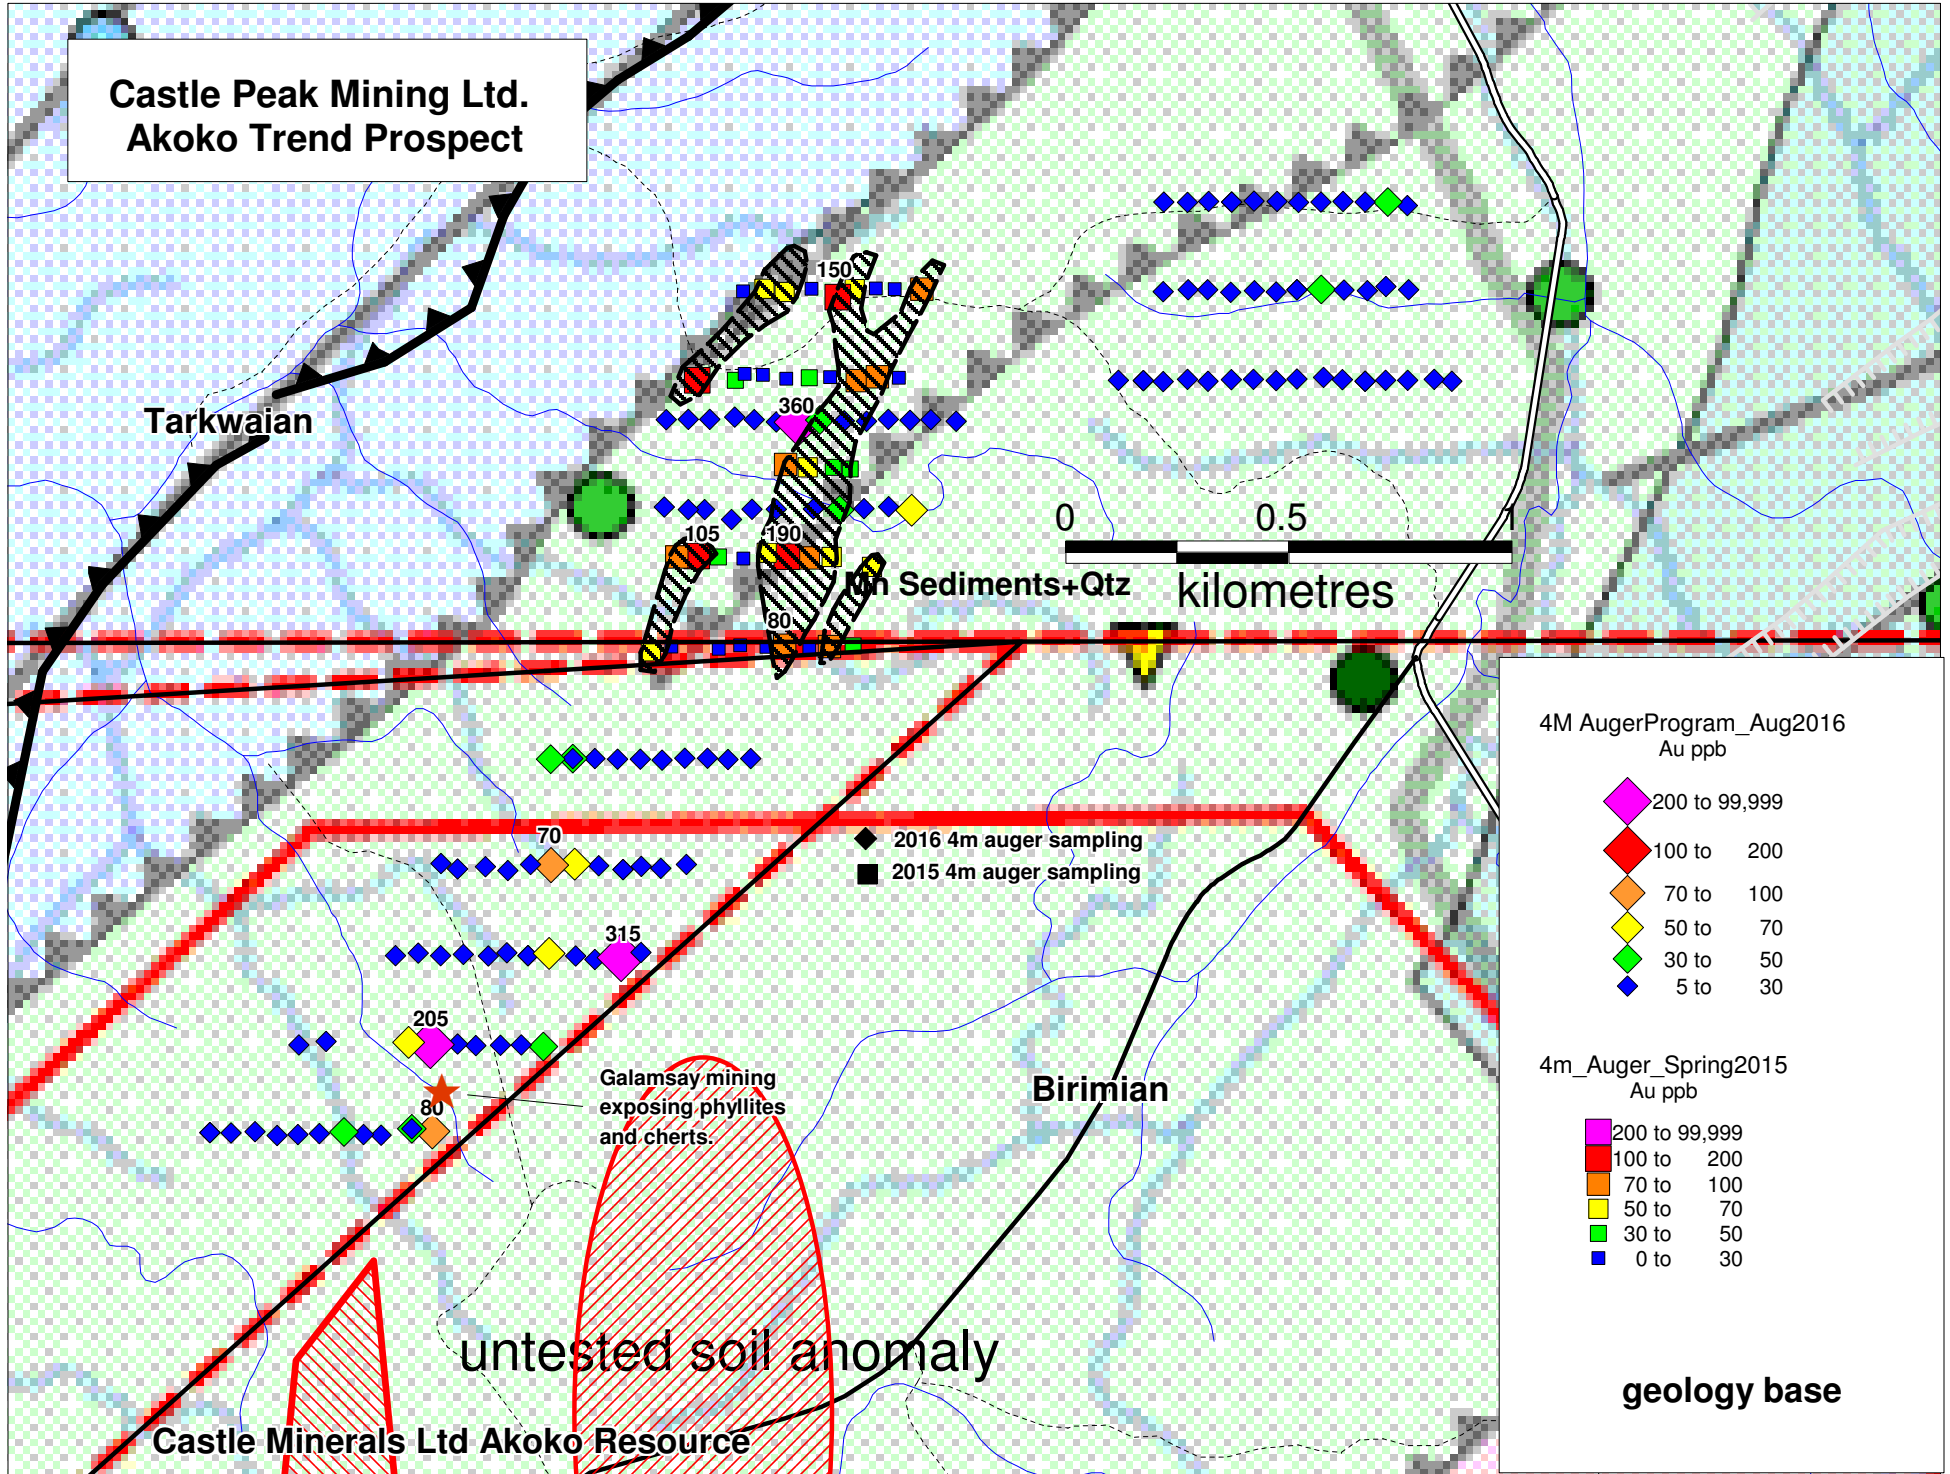 Castle Peak Mining Ltd.
Akoko Trend Prospect
150
Tarkwaian
360
105
190
0 0.5 1
Mn Sediments+Qtz
kilometres
80
4M AugerProgram_Aug2016
Au ppb
200 to 99,999
100 to 200
70 to 100
50 to 70
30 to 50
5 to 30
70
2016 4m auger sampling
2015 4m auger sampling
315
205
Galamsay mining
exposing phyllites
and cherts.
80
Birimian
4m_Auger_Spring2015
Au ppb
200 to 99,999
100 to 200
70 to 100
50 to 70
30 to 50
0 to 30
untested soil anomaly
geology base
Castle Minerals Ltd Akoko Resource